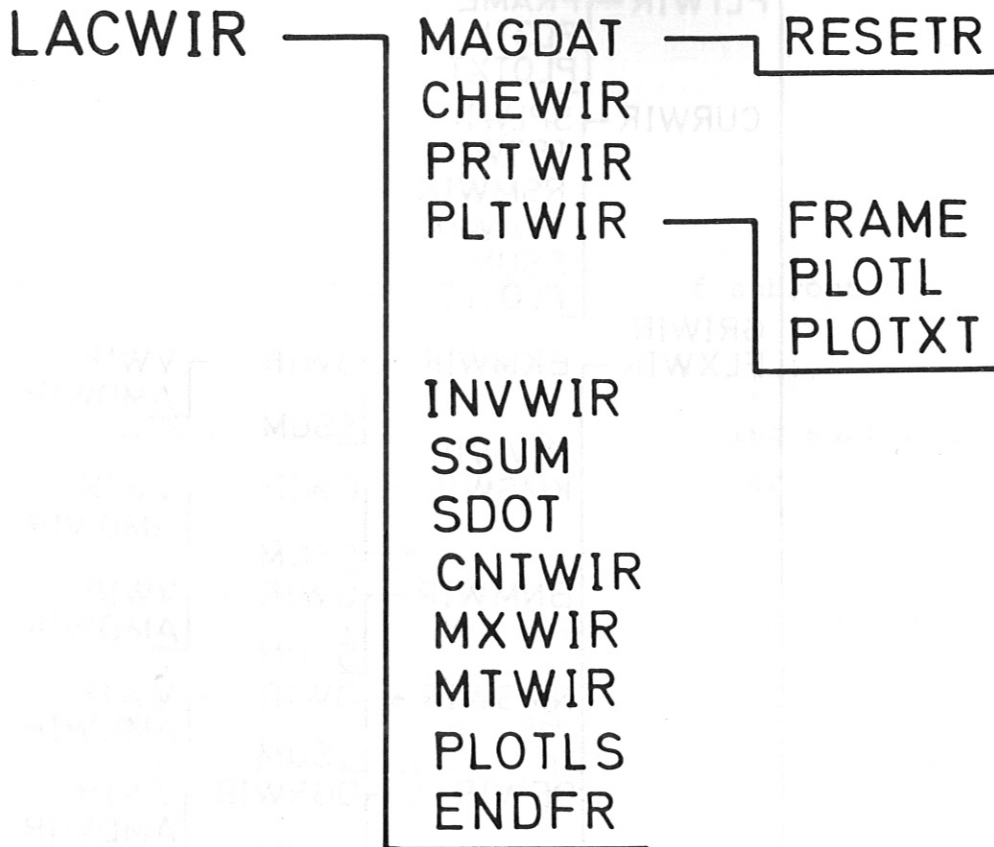 LACWIR MAGDAT RESETR
CHEWIR
PRTWIR
PLTWIR FRAME
PLOTL
PLOTXT
INVWIR
SSUM
SDOT
CNTWIR
MXWIR
MTWIR
PLOTLS
ENDFR